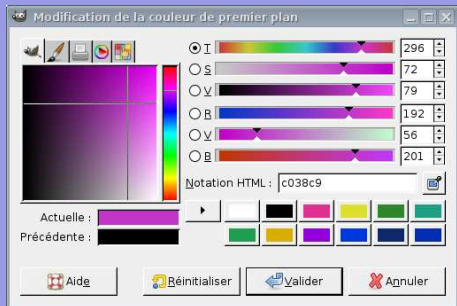 Modification de la couleur de premier plan
T 296
S 72
V 79
R 192
V 56
B 201
Notation HTML : c038c9
Actuelle :
Précédente :
Aide
Réinitialiser
Valider
Annuler